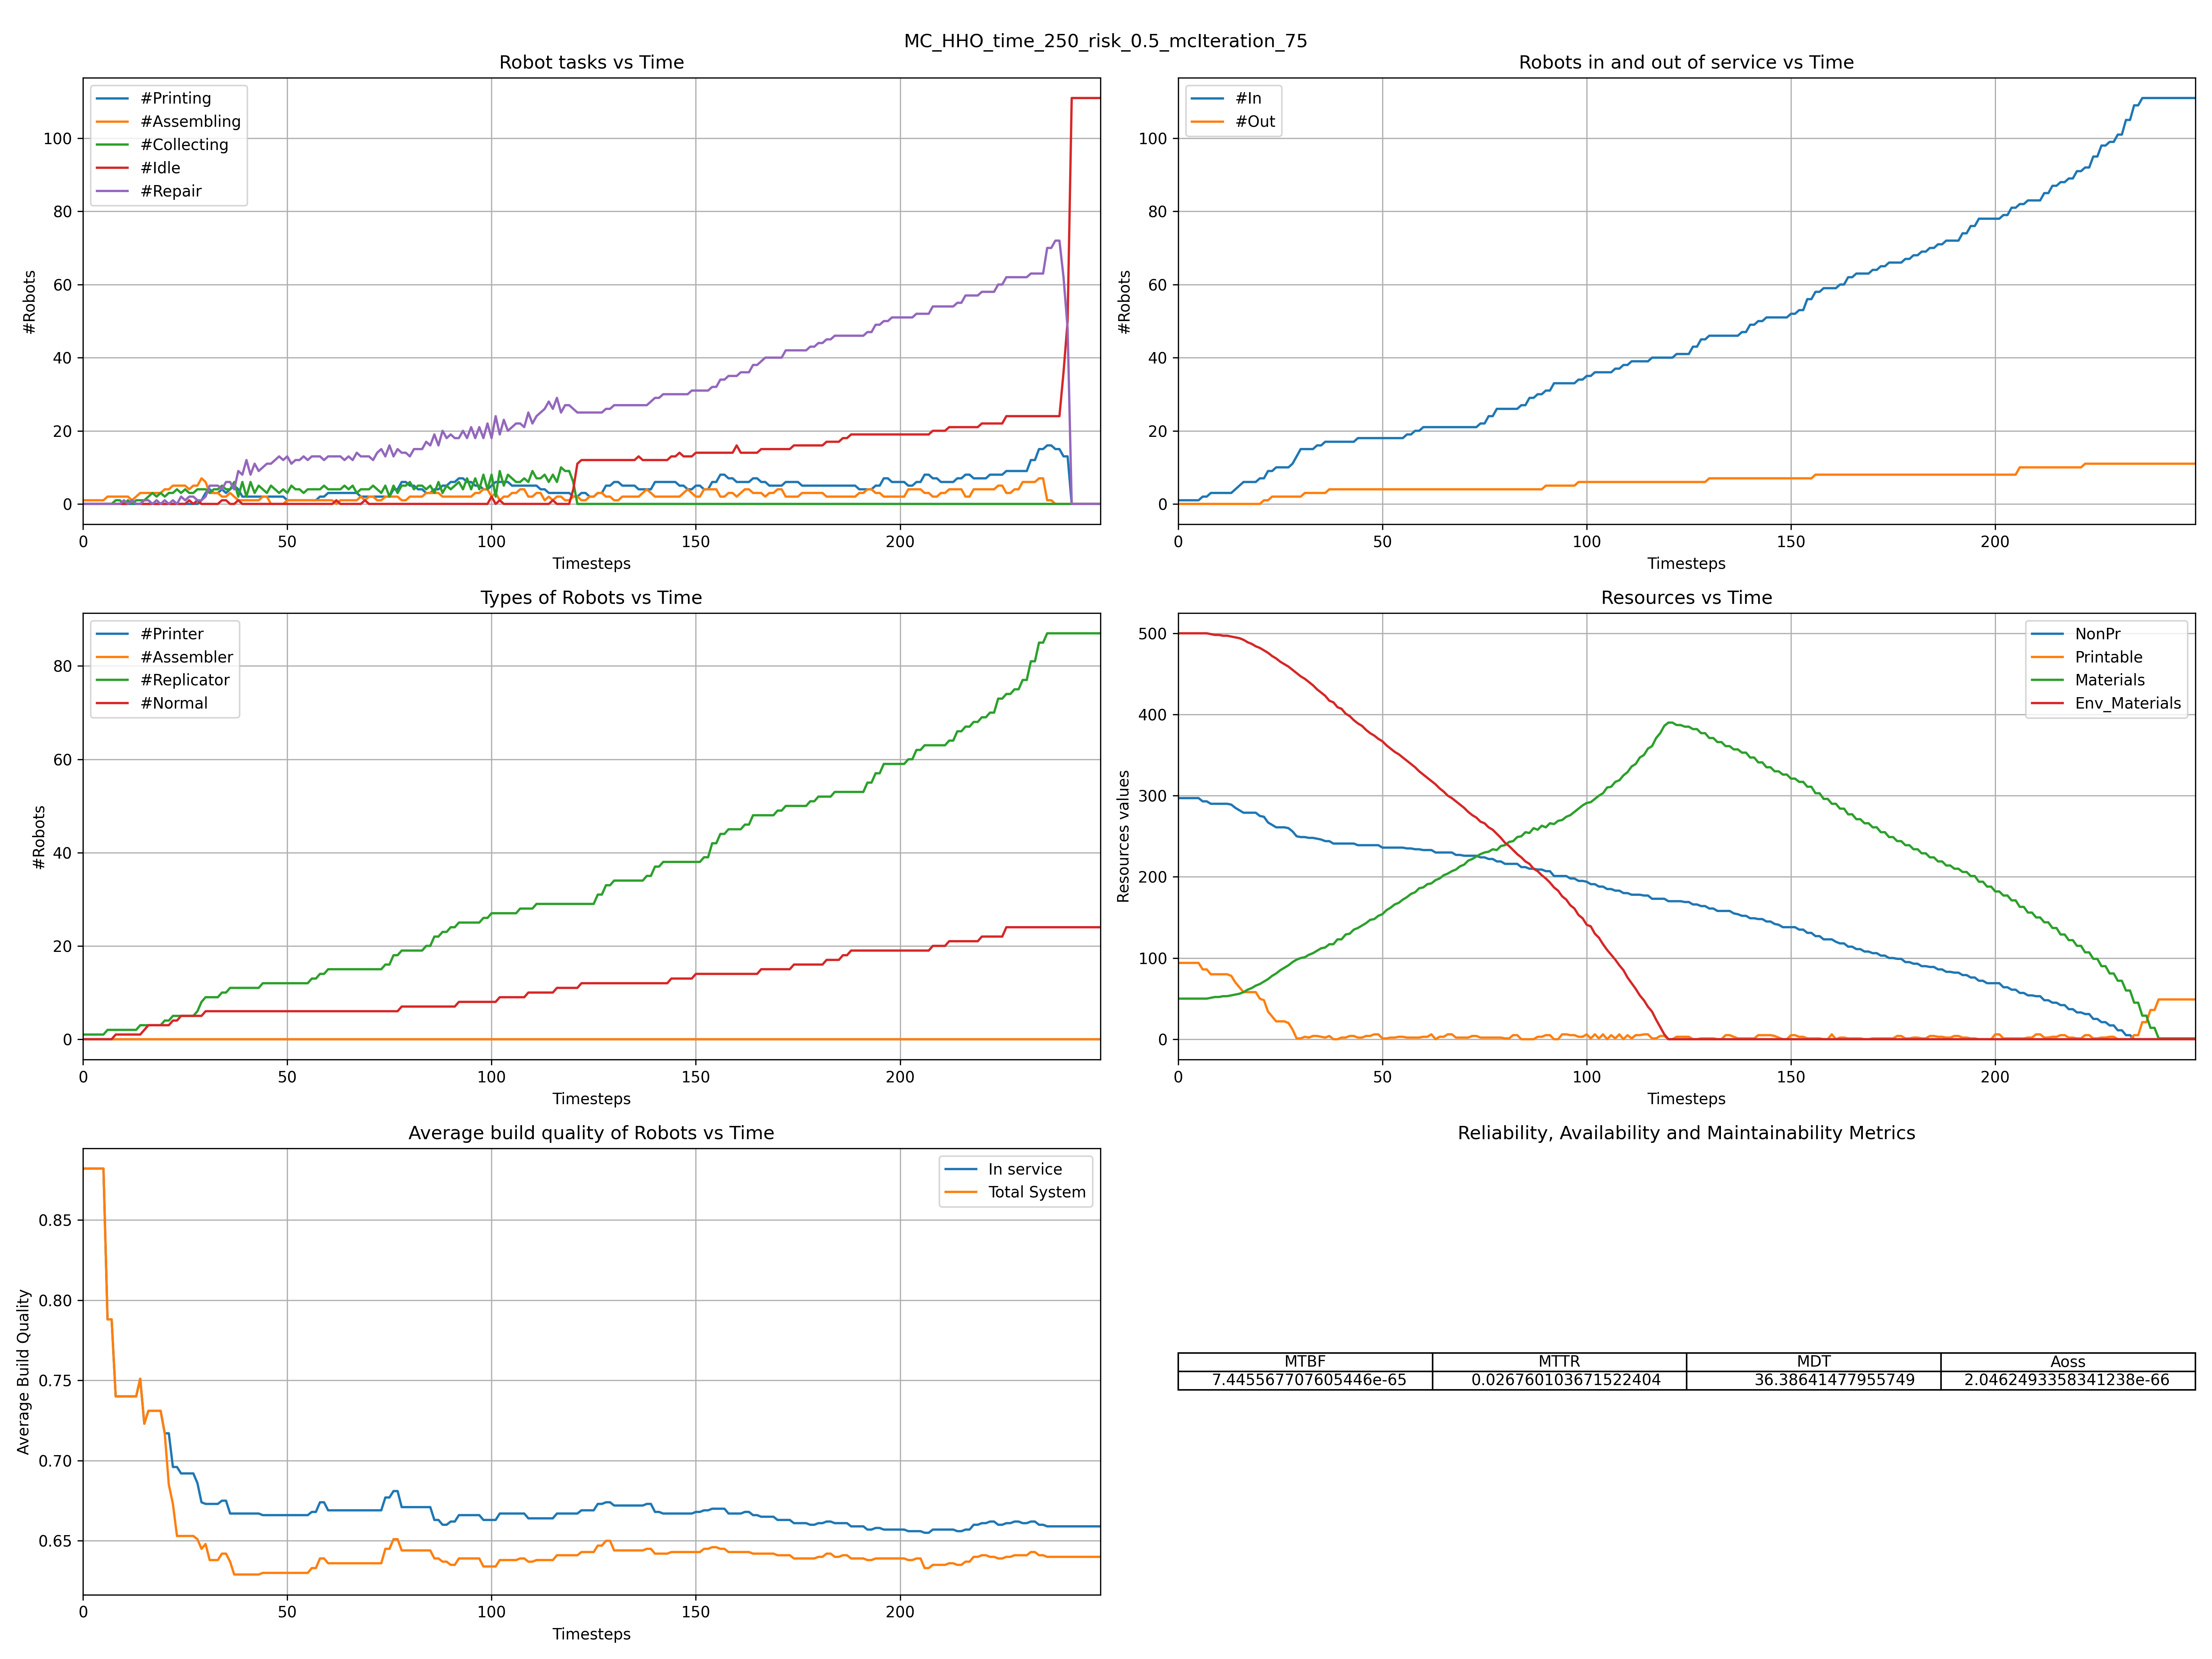 MC_HHO_time_250_risk_0.5_mcIteration_75
Robot tasks vs Time
#Printing
#Assembling
#Collecting
#Idle
#Repair
100
80
60
40
20
0
#Robots
0 50 100 150 200
Timesteps
Robots in and out of service vs Time
#In
#Out
100
80
60
40
20
0
#Robots
0 50 100 150 200
Timesteps
Types of Robots vs Time
#Printer
#Assembler
#Replicator
#Normal
80
60
40
20
0
#Robots
0 50 100 150 200
Timesteps
Resources vs Time
NonPr
Printable
Materials
Env_Materials
500
400
300
200
100
0
Resources values
0 50 100 150 200
Timesteps
Average build quality of Robots vs Time
In service
Total System
0.85
0.80
0.75
0.70
0.65
Average Build Quality
0 50 100 150 200
Timesteps
Reliability, Availability and Maintainability Metrics
MTBF MTTR MDT Aoss
7.445567707605446e-65 0.026760103671522404 36.38641477955749 2.0462493358341238e-66